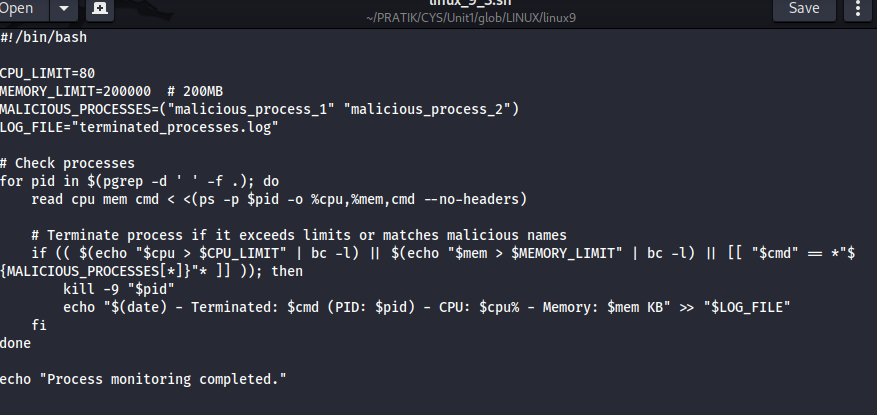 Open
linux_9_3.sh
~/PRATIK/CYS/Unit1/glob/LINUX/linux9
Save
#!/bin/bash
CPU_LIMIT=80
MEMORY_LIMIT=200000  # 200MB
MALICIOUS_PROCESSES=("malicious_process_1" "malicious_process_2")
LOG_FILE="terminated_processes.log"
# Check processes
for pid in $(pgrep -d ' ' -f .); do
    read cpu mem cmd < <(ps -p $pid -o %cpu,%mem,cmd --no-headers)
    # Terminate process if it exceeds limits or matches malicious names
    if (( $(echo "$cpu > $CPU_LIMIT" | bc -l) || $(echo "$mem > $MEMORY_LIMIT" | bc -l) || [[ "$cmd" == *"$
{MALICIOUS_PROCESSES[*]}"* ]] )); then
        kill -9 "$pid"
        echo "$(date) - Terminated: $cmd (PID: $pid) - CPU: $cpu% - Memory: $mem KB" >> "$LOG_FILE"
    fi
done
echo "Process monitoring completed."